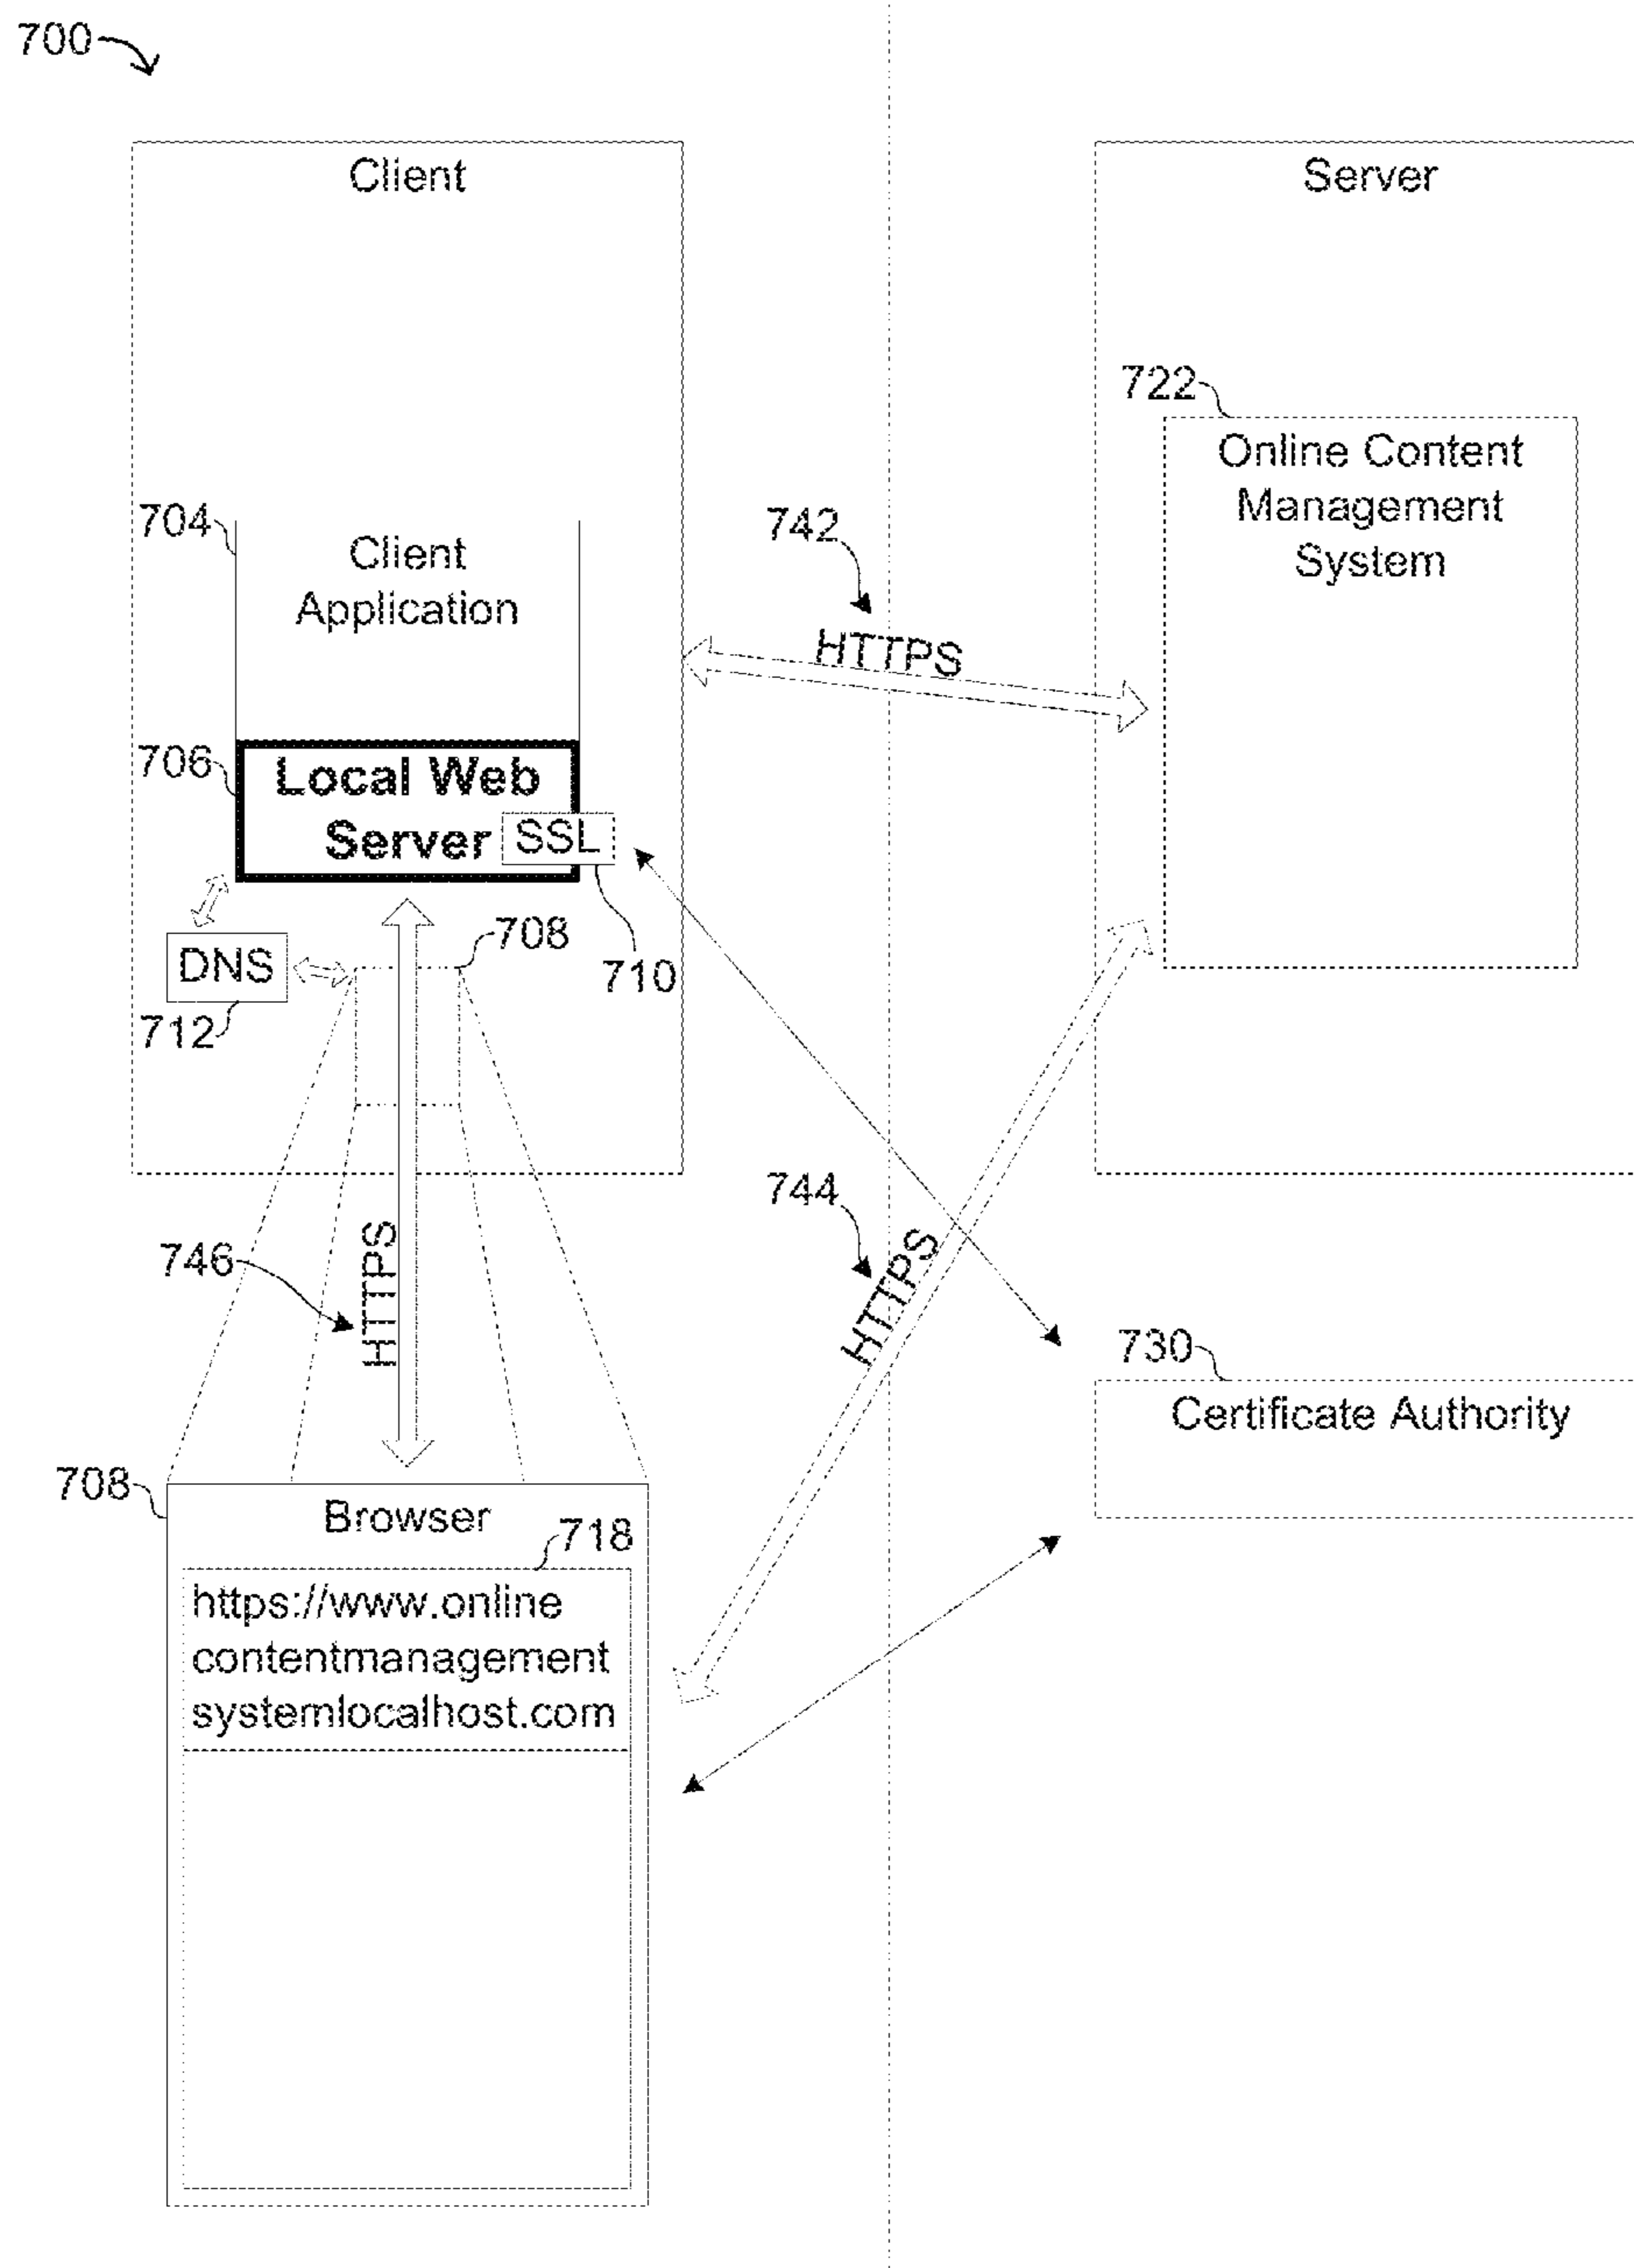 700
Client
Server
722
Online Content
Management
System
704
Client
Application
742
HTTPS
706
Local Web
Server
SSL
708
710
DNS
712
744
HTTPS
746
HTTPS
730
Certificate Authority
708
Browser
718
https://www.online
contentmanagement
systemlocalhost.com